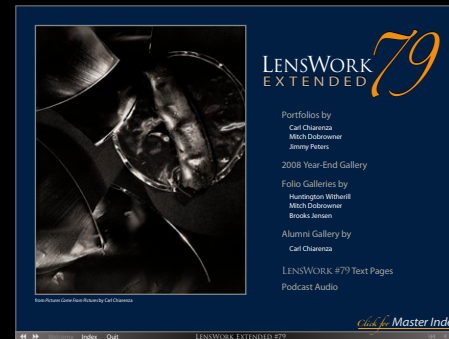 LENSWORK 79
EXTENDED
Portfolios by
Carl Chiarenza
Mitch Dobrowner
Jimmy Peters
2008 Year-End Gallery
Folio Galleries by
Huntington Witherill
Mitch Dobrowner
Brooks Jensen
Alumni Gallery by
Carl Chiarenza
LENSWORK #79 Text Pages
Podcast Audio
from Pictures Come From Pictures by Carl Chiarenza
Click for Master Inde
Welcome Index Quit LENSWORK EXTENDED #79